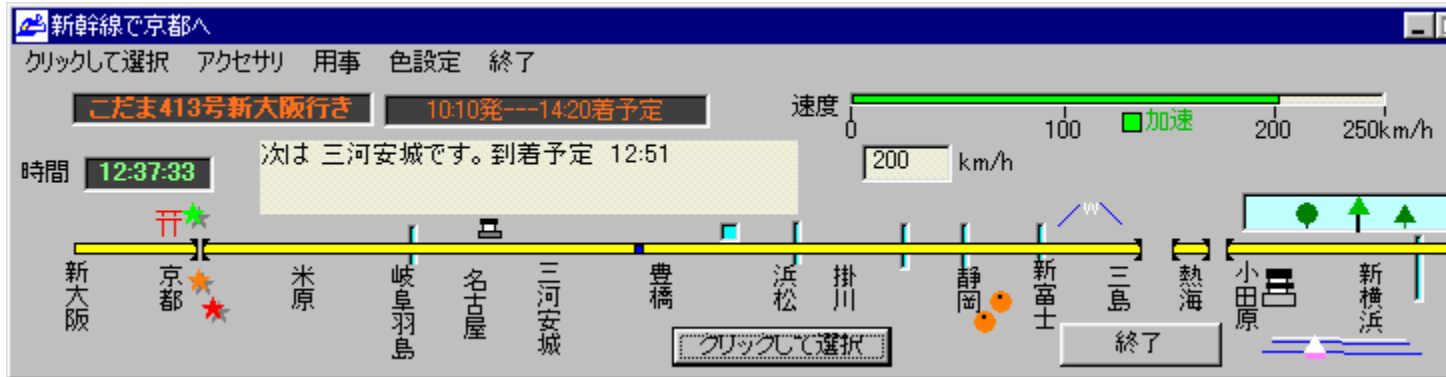 新幹線で京都へ
クリックして選択 アクセサリ 用事 色設定 終了
こだま413号新大阪行き 10:10発---14:20着予定 速度
0 100 加速 200 250km/h
時間 12:37:33 次は 三河安城です。到着予定 12:51 200 km/h
新大阪
京都
米原
岐阜羽島
名古屋
三河安城
豊橋
浜松
掛川
静岡
新富士
三島
熱海
小田原
新横浜
クリックして選択 終了